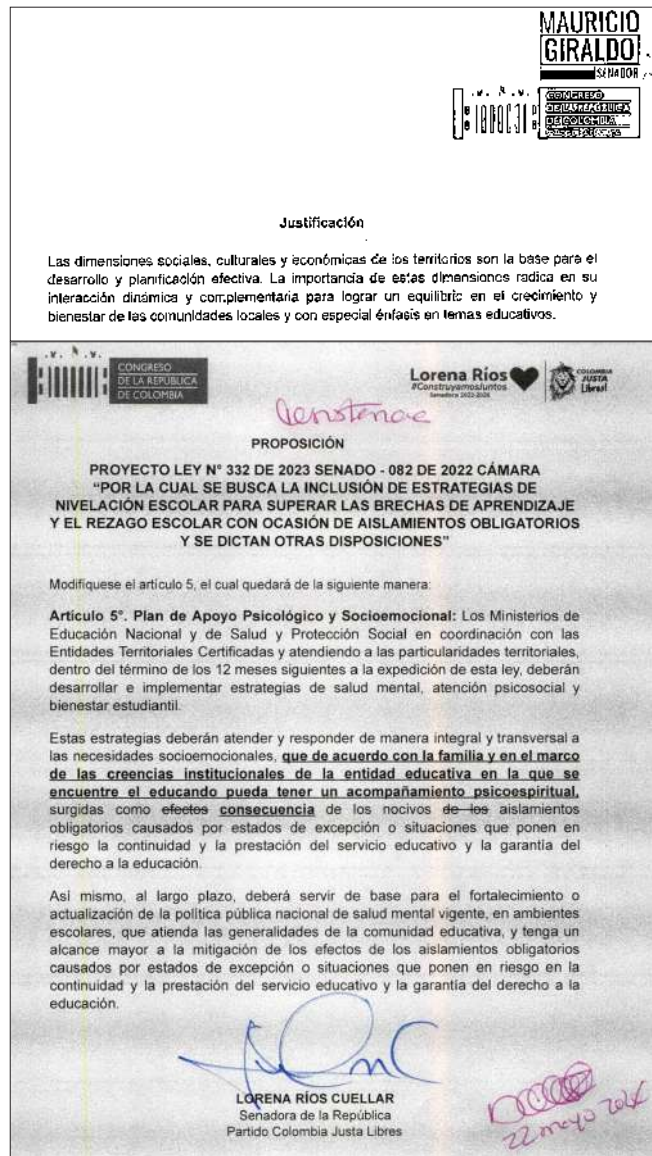 MAURICIO
GIRALDO
SENADOR
CONGRESO
DE LA REPÚBLICA
DE COLOMBIA
Justificación
Las dimensiones sociales, culturales y económicas de los territorios son la base para el
desarrollo y planificación efectiva. La importancia de estas dimensiones radica en su
interacción dinámica y complementaria para lograr un equilibric en el crecimiento y
bienestar de las comunidades locales y con especial énfasis en temas educativos.
CONGRESO
DE LA REPÚBLICA
DE COLOMBIA
Lorena Ríos
#ConstruyamosJuntos
Senadora 2022-2026
COLOMBIA
JUSTA
Libres!
Constancia
PROPOSICIÓN
PROYECTO LEY N° 332 DE 2023 SENADO - 082 DE 2022 CÁMARA
“POR LA CUAL SE BUSCA LA INCLUSIÓN DE ESTRATEGIAS DE
NIVELACIÓN ESCOLAR PARA SUPERAR LAS BRECHAS DE APRENDIZAJE
Y EL REZAGO ESCOLAR CON OCASIÓN DE AISLAMIENTOS OBLIGATORIOS
Y SE DICTAN OTRAS DISPOSICIONES”
Modifíquese el artículo 5, el cual quedará de la siguiente manera:
Artículo 5°. Plan de Apoyo Psicológico y Socioemocional: Los Ministerios de
Educación Nacional y de Salud y Protección Social en coordinación con las
Entidades Territoriales Certificadas y atendiendo a las particularidades territoriales,
dentro del término de los 12 meses siguientes a la expedición de esta ley, deberán
desarrollar e implementar estrategias de salud mental, atención psicosocial y
bienestar estudiantil.
Estas estrategias deberán atender y responder de manera integral y transversal a
las necesidades socioemocionales, que de acuerdo con la familia y en el marco
de las creencias institucionales de la entidad educativa en la que se
encuentre el educando pueda tener un acompañamiento psicoespiritual,
surgidas como efectos consecuencia de los nocivos de los aislamientos
obligatorios causados por estados de excepción o situaciones que ponen en
riesgo la continuidad y la prestación del servicio educativo y la garantía del
derecho a la educación.
Así mismo, al largo plazo, deberá servir de base para el fortalecimiento o
actualización de la política pública nacional de salud mental vigente, en ambientes
escolares, que atienda las generalidades de la comunidad educativa, y tenga un
alcance mayor a la mitigación de los efectos de los aislamientos obligatorios
causados por estados de excepción o situaciones que ponen en riesgo en la
continuidad y la prestación del servicio educativo y la garantía del derecho a la
educación.
LORENA RÍOS CUELLAR
Senadora de la República
Partido Colombia Justa Libres
22 mayo 2024